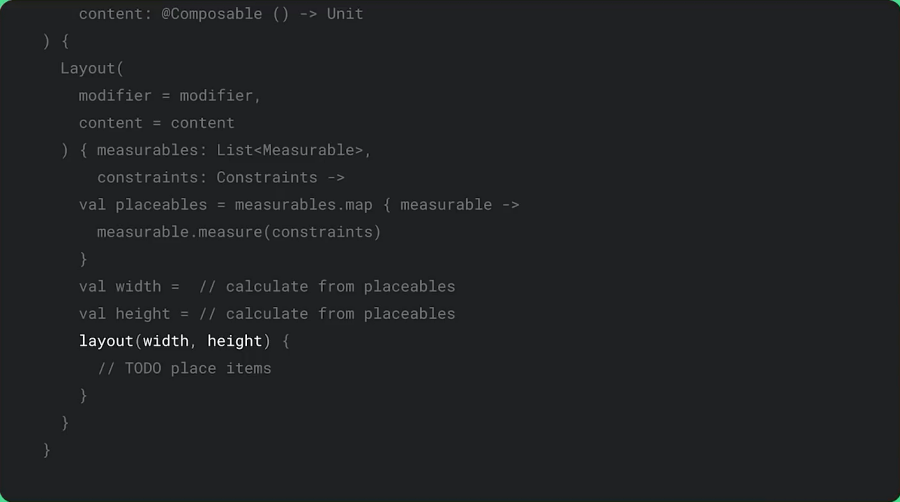 content: @Composable () -> Unit
) {
Layout(
modifier = modifier,
content = content
) { measurables: List<Measurable>,
constraints: Constraints ->
val placeables = measurables.map { measurable ->
measurable.measure(constraints)
}
val width =  // calculate from placeables
val height = // calculate from placeables
layout(width, height) {
// TODO place items
}
}
}